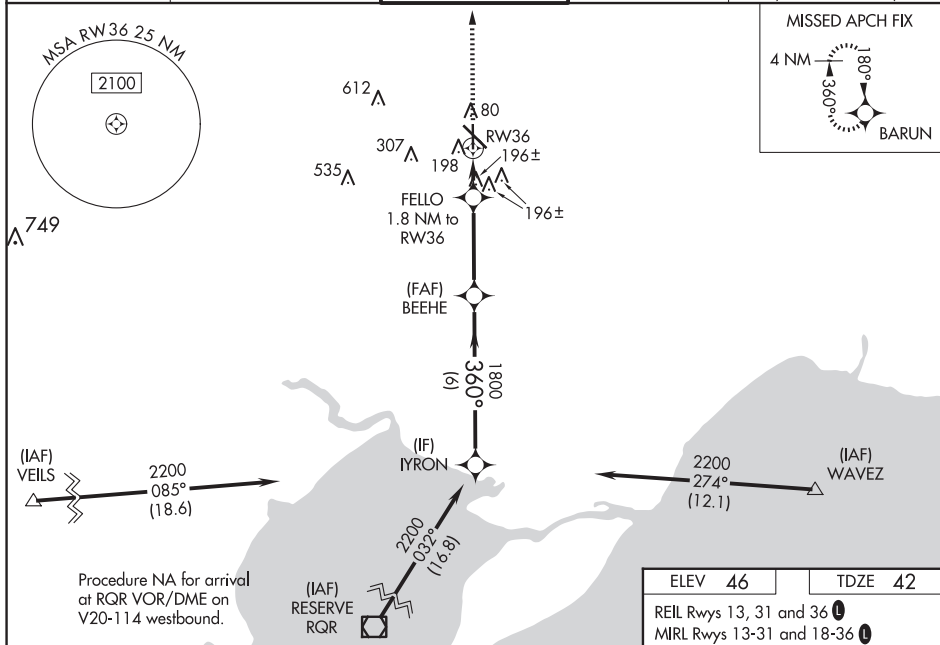 MSA RW36 25 NM
2100
MISSED APCH FIX
4 NM
180°
360°
BARUN
612
80
RW36
307
198
196±
535
196±
FELLO
1.8 NM to
RW36
749
(FAF)
BEEHE
1800
360°
(6)
(IF)
IYRON
(IAF)
VEILS
2200
085°
(18.6)
2200
274°
(12.1)
(IAF)
WAVEZ
2200
032°
(16.8)
Procedure NA for arrival
at RQR VOR/DME on
V20-114 westbound.
(IAF)
RESERVE
RQR
ELEV 46
TDZE 42
REIL Rwys 13, 31 and 36 L
MIRL Rwys 13-31 and 18-36 L